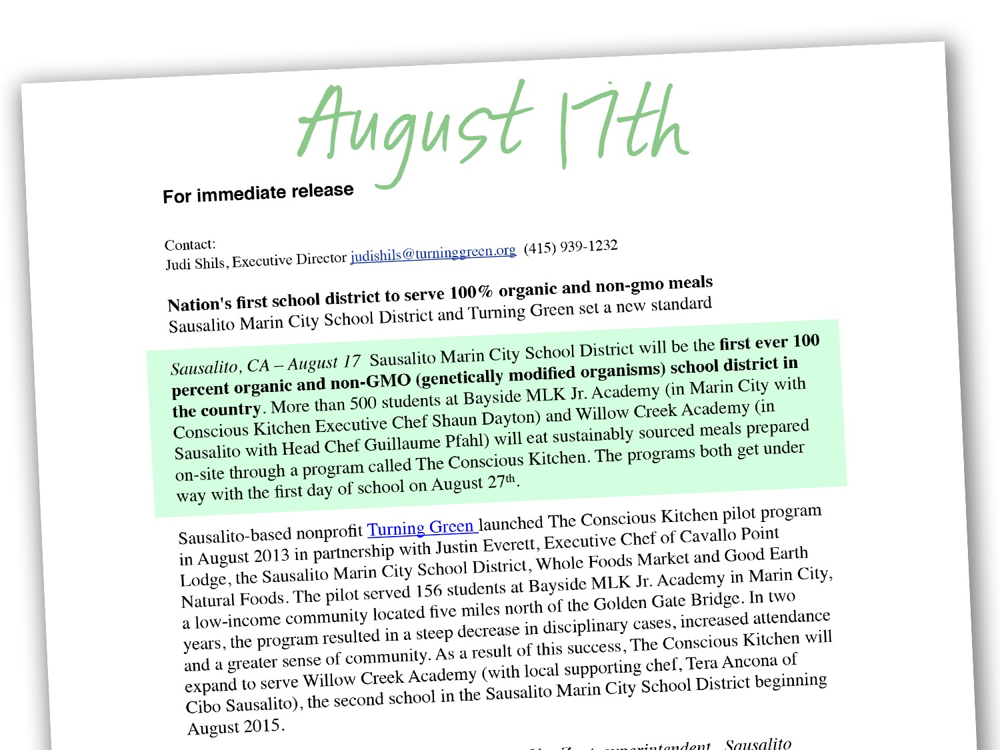 August 17th
For immediate release
Contact:
Judi Shils, Executive Director judishils@turninggreen.org (415) 939-1232
Nation's first school district to serve 100% organic and non-gmo meals
Sausalito Marin City School District and Turning Green set a new standard
Sausalito, CA – August 17 Sausalito Marin City School District will be the first ever 100
percent organic and non-GMO (genetically modified organisms) school district in
the country. More than 500 students at Bayside MLK Jr. Academy (in Marin City with
Conscious Kitchen Executive Chef Shaun Dayton) and Willow Creek Academy (in
Sausalito with Head Chef Guillaume Pfahl) will eat sustainably sourced meals prepared
on-site through a program called The Conscious Kitchen. The programs both get under
way with the first day of school on August 27th.
Sausalito-based nonprofit Turning Green launched The Conscious Kitchen pilot program
in August 2013 in partnership with Justin Everett, Executive Chef of Cavallo Point
Lodge, the Sausalito Marin City School District, Whole Foods Market and Good Earth
Natural Foods. The pilot served 156 students at Bayside MLK Jr. Academy in Marin City,
a low-income community located five miles north of the Golden Gate Bridge. In two
years, the program resulted in a steep decrease in disciplinary cases, increased attendance
and a greater sense of community. As a result of this success, The Conscious Kitchen will
expand to serve Willow Creek Academy (with local supporting chef, Tera Ancona of
Cibo Sausalito), the second school in the Sausalito Marin City School District beginning
August 2015.
superintendent, Sausalito